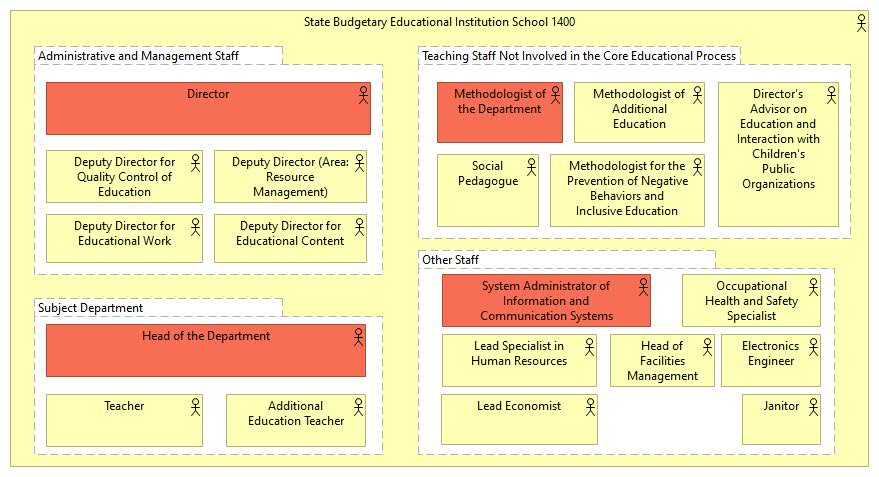 State Budgetary Educational Institution School 1400
Administrative and Management Staff
Director
Deputy Director for
Quality Control of
Education
Deputy Director (Area:
Resource
Management)
Deputy Director for
Educational Work
Deputy Director for
Educational Content
Teaching Staff Not Involved in the Core Educational Process
Methodologist of
the Department
Methodologist of
Additional
Education
Director's
Advisor on
Education and
Interaction with
Children's
Public
Organizations
Social
Pedagogue
Methodologist for the
Prevention of Negative
Behaviors and
Inclusive Education
Subject Department
Head of the Department
Teacher
Additional
Education Teacher
Other Staff
System Administrator of
Information and
Communication Systems
Occupational
Health and Safety
Specialist
Lead Specialist in
Human Resources
Head of
Facilities
Management
Electronics
Engineer
Lead Economist
Janitor